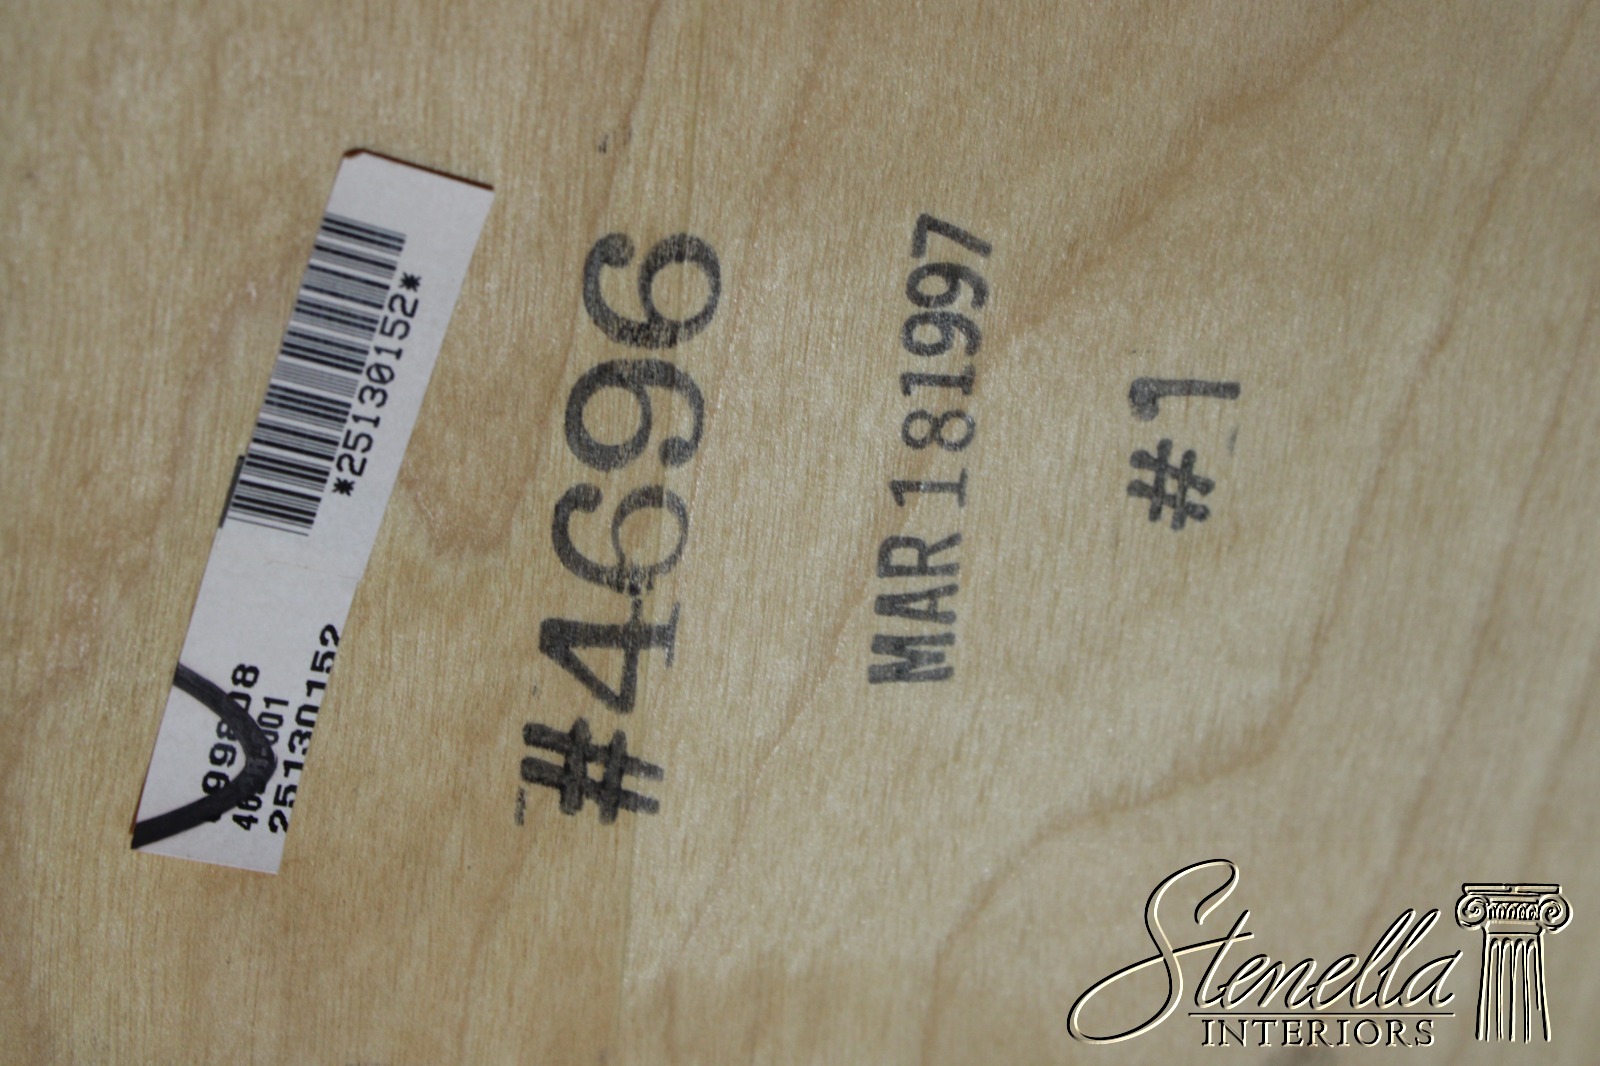 *25130152*
25130152
#4696
MAR 18 1997
#1
Stenella
INTERIORS